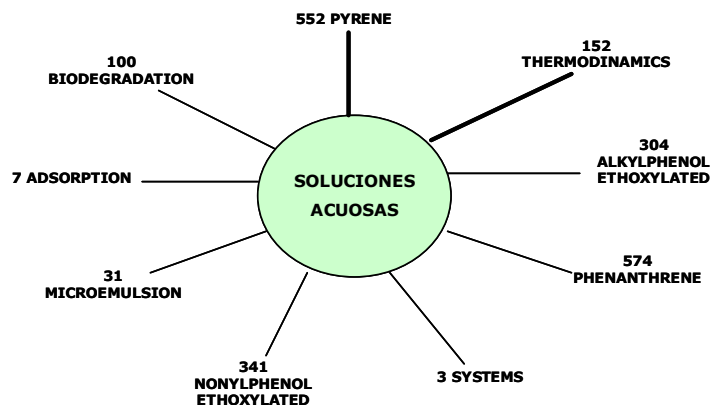 552 PYRENE
152
THERMODINAMICS
100
BIODEGRADATION
304
ALKYLPHENOL
ETHOXYLATED
7 ADSORPTION
SOLUCIONES
ACUOSAS
574
PHENANTHRENE
31
MICROEMULSION
341
NONYLPHENOL
ETHOXYLATED
3 SYSTEMS